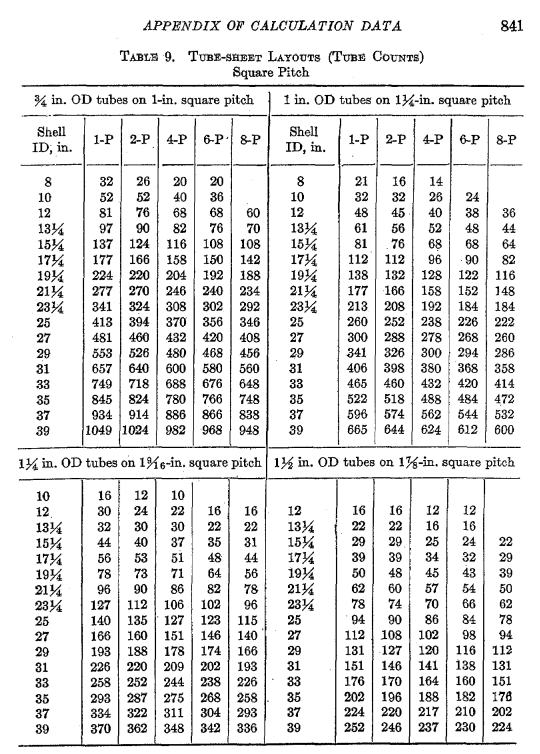 APPENDIX OF CALCULATION DATA 841
TABLE 9. TUBE-SHEET LAYOUTS (TUBE COUNTS)
Square Pitch
¾ in. OD tubes on 1-in. square pitch 1 in. OD tubes on 1¼-in. square pitch
Shell ID, in. 1-P 2-P 4-P 6-P 8-P Shell ID, in. 1-P 2-P 4-P 6-P 8-P
8 32 26 20 20 8 21 16 14
10 52 52 40 36 10 32 32 26 24
12 81 76 68 68 60 12 48 45 40 38 36
13¼ 97 90 82 76 70 13¼ 61 56 52 48 44
15¼ 137 124 116 108 108 15¼ 81 76 68 68 64
17¼ 177 166 158 150 142 17¼ 112 112 96 90 82
19¼ 224 220 204 192 188 19¼ 138 132 128 122 116
21¼ 277 270 246 240 234 21¼ 177 166 158 152 148
23¼ 341 324 308 302 292 23¼ 213 208 192 184 184
25 413 394 370 356 346 25 260 252 238 226 222
27 481 460 432 420 408 27 300 288 278 268 260
29 553 526 480 468 456 29 341 326 300 294 286
31 657 640 600 580 560 31 406 398 380 368 358
33 749 718 688 676 648 33 465 460 432 420 414
35 845 824 780 766 748 35 522 518 488 484 472
37 934 914 886 866 838 37 596 574 562 544 532
39 1049 1024 982 968 948 39 665 644 624 612 600
1¼ in. OD tubes on 1⁹⁄₁₆-in. square pitch 1½ in. OD tubes on 1⅞-in. square pitch
10 16 12 10
12 30 24 22 16 16 12 16 16 12 12
13¼ 32 30 30 22 22 13¼ 22 22 16 16
15¼ 44 40 37 35 31 15¼ 29 29 25 24 22
17¼ 56 53 51 48 44 17¼ 39 39 34 32 29
19¼ 78 73 71 64 56 19¼ 50 48 45 43 39
21¼ 96 90 86 82 78 21¼ 62 60 57 54 50
23¼ 127 112 106 102 96 23¼ 78 74 70 66 62
25 140 135 127 123 115 25 94 90 86 84 78
27 166 160 151 146 140 27 112 108 102 98 94
29 193 188 178 174 166 29 131 127 120 116 112
31 226 220 209 202 193 31 151 146 141 138 131
33 258 252 244 238 226 33 176 170 164 160 151
35 293 287 275 268 258 35 202 196 188 182 176
37 334 322 311 304 293 37 224 220 217 210 202
39 370 362 348 342 336 39 252 246 237 230 224